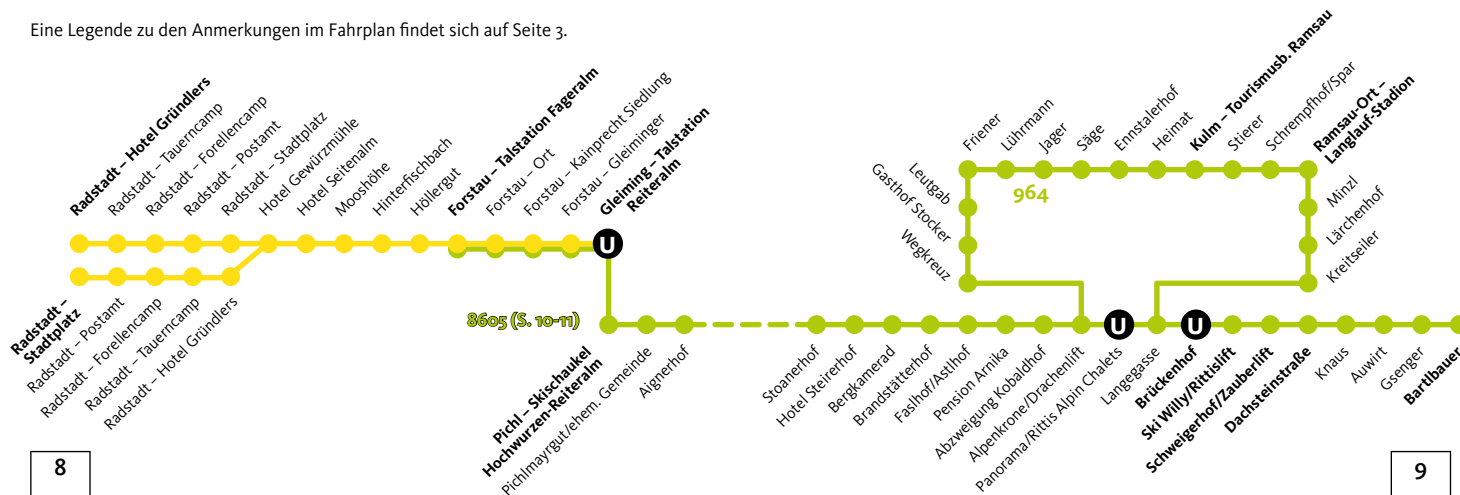 Eine Legende zu den Anmerkungen im Fahrplan findet sich auf Seite 3.
Radstadt – Hotel Gründlers
Radstadt – Tauerncamp
Radstadt – Forellencamp
Radstadt – Postamt
Radstadt – Stadtplatz
Hotel Gewürzmühle
Hotel Seitenalm
Mooshöhe
Hinterfischbach
Höllergut
Forstau – Talstation Fageralm
Forstau – Ort
Forstau – Kainprecht Siedlung
Forstau – Gleiminger
Gleiming – Talstation
Reiteralm
U
Radstadt –
Stadtplatz
Radstadt – Postamt
Radstadt – Forellencamp
Radstadt – Tauerncamp
Radstadt – Hotel Gründlers
8605 (S. 10-11)
Pichl – Skischaukel
Hochwurzen-Reiteralm
Pichlmayrgut/ehem. Gemeinde
Aignerhof
Friener
Lührmann
Jager
Säge
Ennstalerhof
Heimat
Kulm – Tourismusb. Ramsau
Stierer
Schrempfhof/Spar
Ramsau-Ort –
Langlauf-Stadion
964
Leutgab
Gasthof Stocker
Wegkreuz
Minzl
Lärchenhof
Kreitseiler
U
U
Stoanerhof
Hotel Steirerhof
Bergkamerad
Brandstätterhof
Faslhof/Astlhof
Pension Arnika
Abzweigung Kobaldhof
Alpenkrone/Drachenlift
Panorama/Rittis Alpin Chalets
Langegasse
Brückenhof
Ski Willy/Rittislift
Schweigerhof/Zauberlift
Dachsteinstraße
Knaus
Auwirt
Gsenger
Bartlbauer
8
9